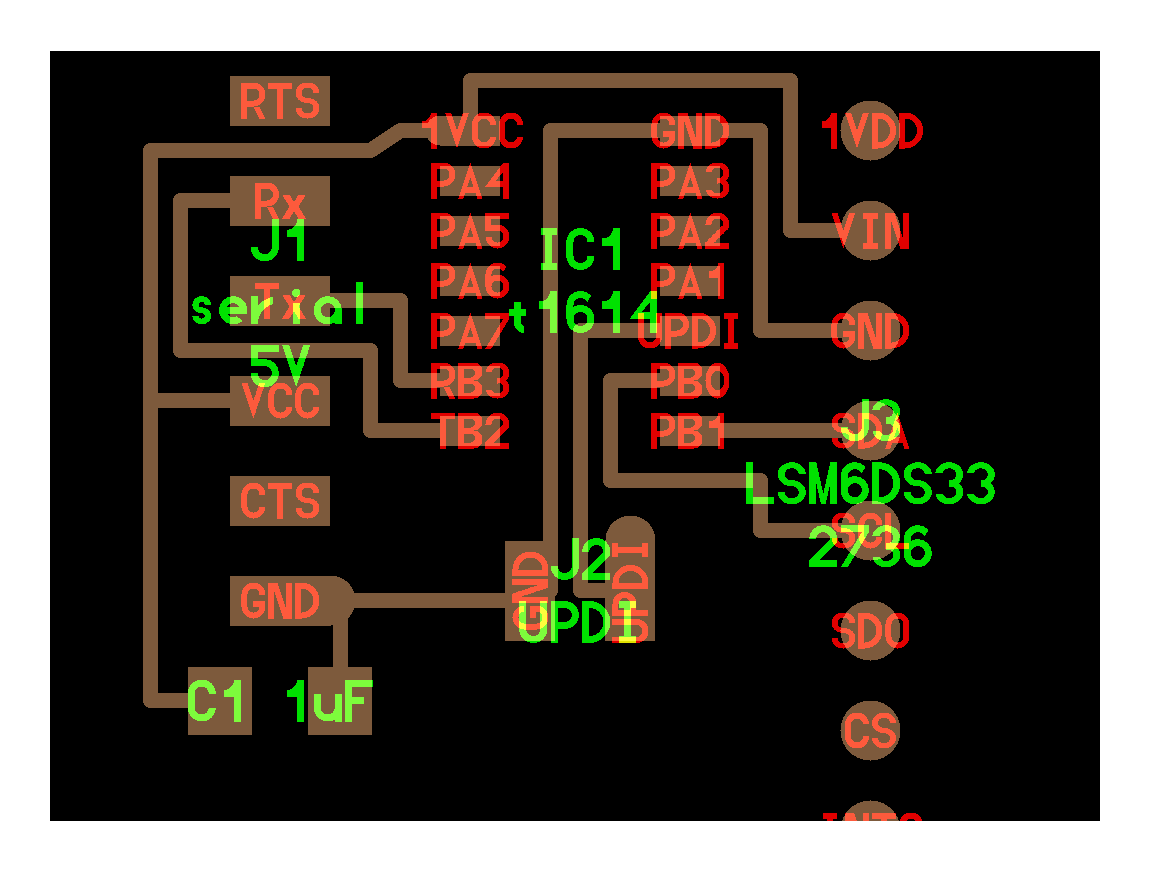 RTS
Rx
J1
serial
Tx
5V
VCC
CTS
GND
C1
1uF
1VCC
PA4
PA5
PA6
PA7
RB3
TB2
IC1
t1614
GND
PA3
PA2
PA1
UPDI
PB0
PB1
GND
J2
UPDI
UPDI
1VDD
VIN
GND
SDA
J3
LSM6DS33
SCL
2736
SDO
CS